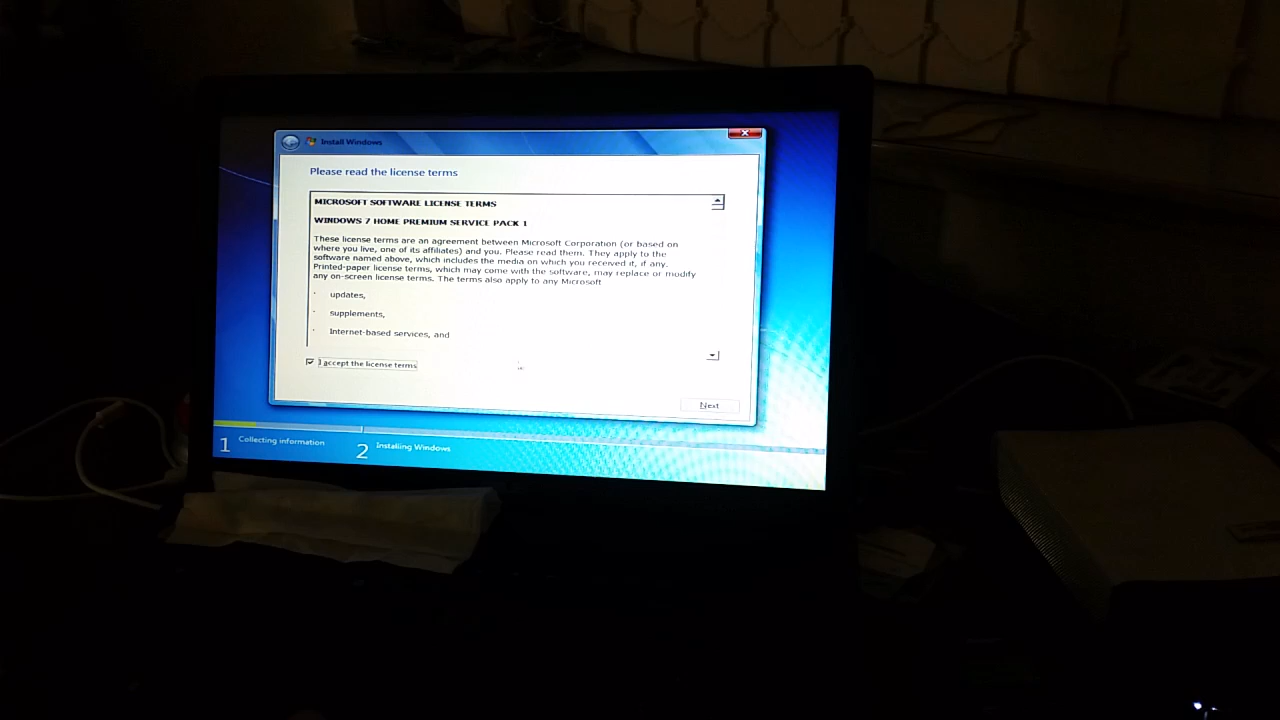 Install Windows
Please read the license terms
MICROSOFT SOFTWARE LICENSE TERMS
WINDOWS 7 HOME PREMIUM SERVICE PACK 1
These license terms are an agreement between Microsoft Corporation (or based on
where you live, one of its affiliates) and you. Please read them. They apply to the
software named above, which includes the media on which you received it, if any.
Printed-paper license terms, which may come with the software, may replace or modify
any on-screen license terms. The terms also apply to any Microsoft
· updates,
· supplements,
· Internet-based services, and
I accept the license terms
Next
1 Collecting information
2 Installing Windows